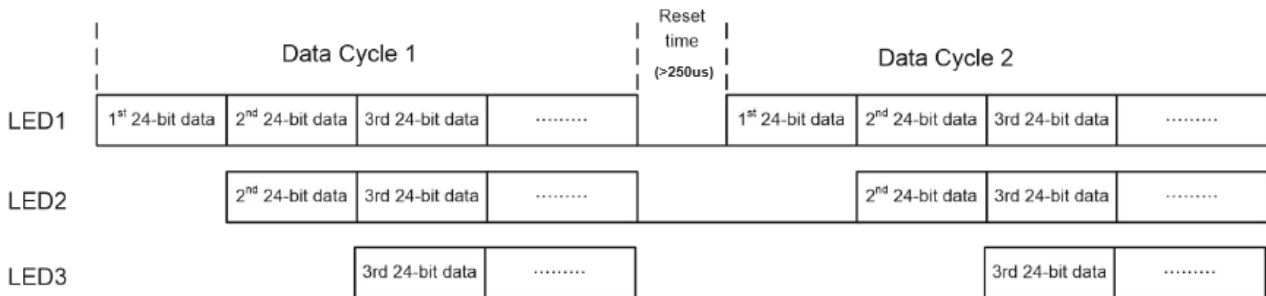 Reset
time
(>250us)
Data Cycle 1
Data Cycle 2
LED1 1st 24-bit data 2nd 24-bit data 3rd 24-bit data ......... 1st 24-bit data 2nd 24-bit data 3rd 24-bit data .........
LED2 2nd 24-bit data 3rd 24-bit data ......... 2nd 24-bit data 3rd 24-bit data .........
LED3 3rd 24-bit data ......... 3rd 24-bit data .........